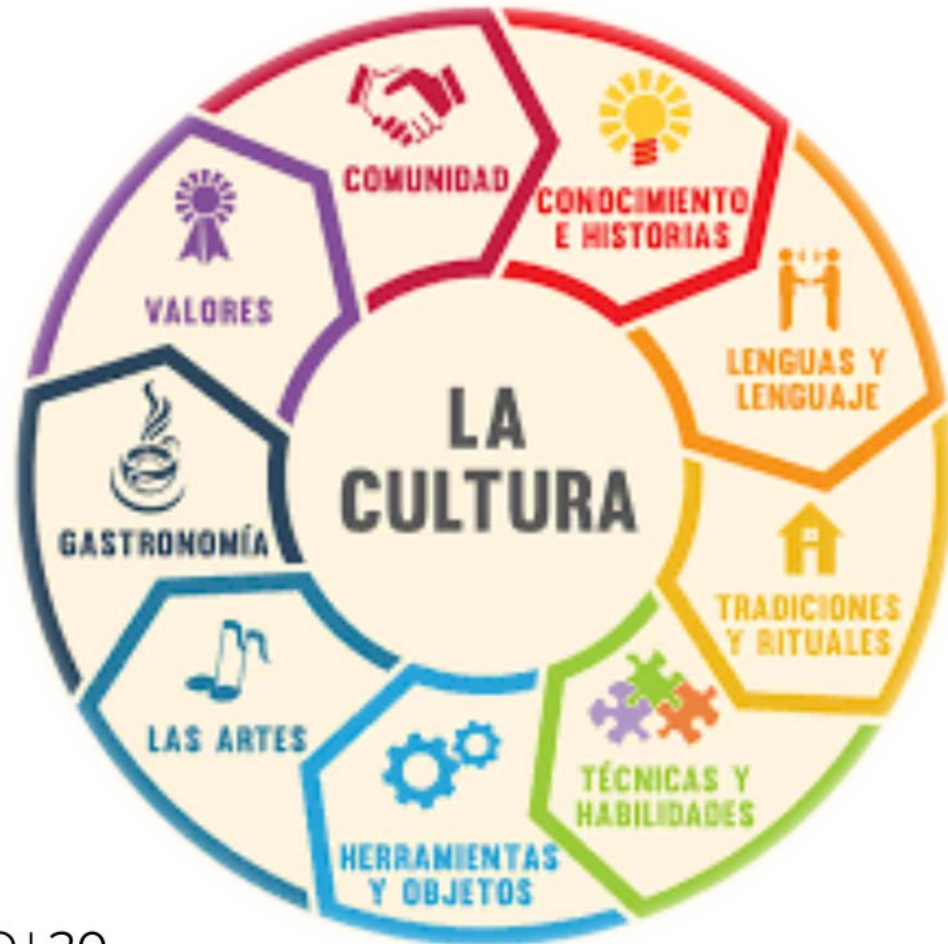 LA
CULTURA
COMUNIDAD
CONOCIMIENTO
E HISTORIAS
LENGUAS Y
LENGUAJE
TRADICIONES
Y RITUALES
TÉCNICAS Y
HABILIDADES
HERRAMIENTAS
Y OBJETOS
LAS ARTES
GASTRONOMÍA
VALORES